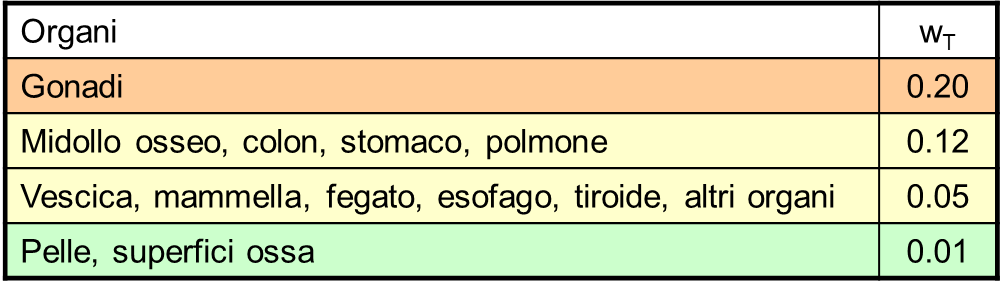 Organi wT
Gonadi 0.20
Midollo osseo, colon, stomaco, polmone 0.12
Vescica, mammella, fegato, esofago, tiroide, altri organi 0.05
Pelle, superfici ossa 0.01